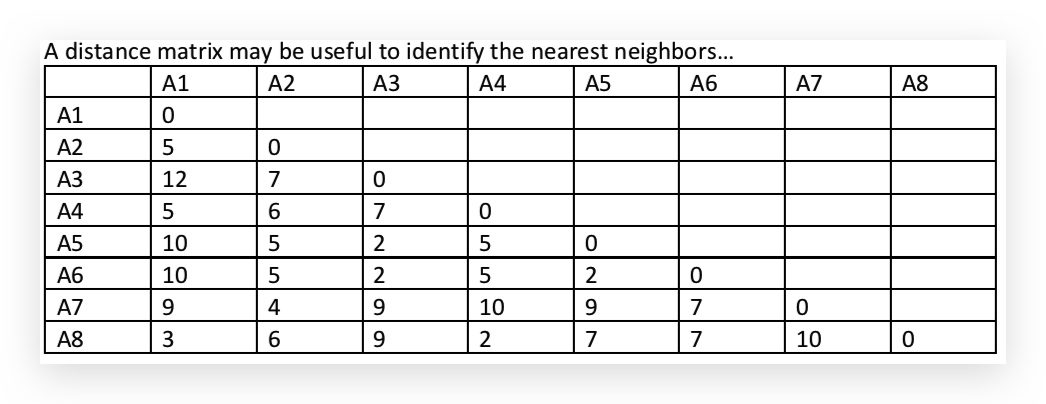 A distance matrix may be useful to identify the nearest neighbors...
A1 A2 A3 A4 A5 A6 A7 A8
A1 0
A2 5 0
A3 12 7 0
A4 5 6 7 0
A5 10 5 2 5 0
A6 10 5 2 5 2 0
A7 9 4 9 10 9 7 0
A8 3 6 9 2 7 7 10 0